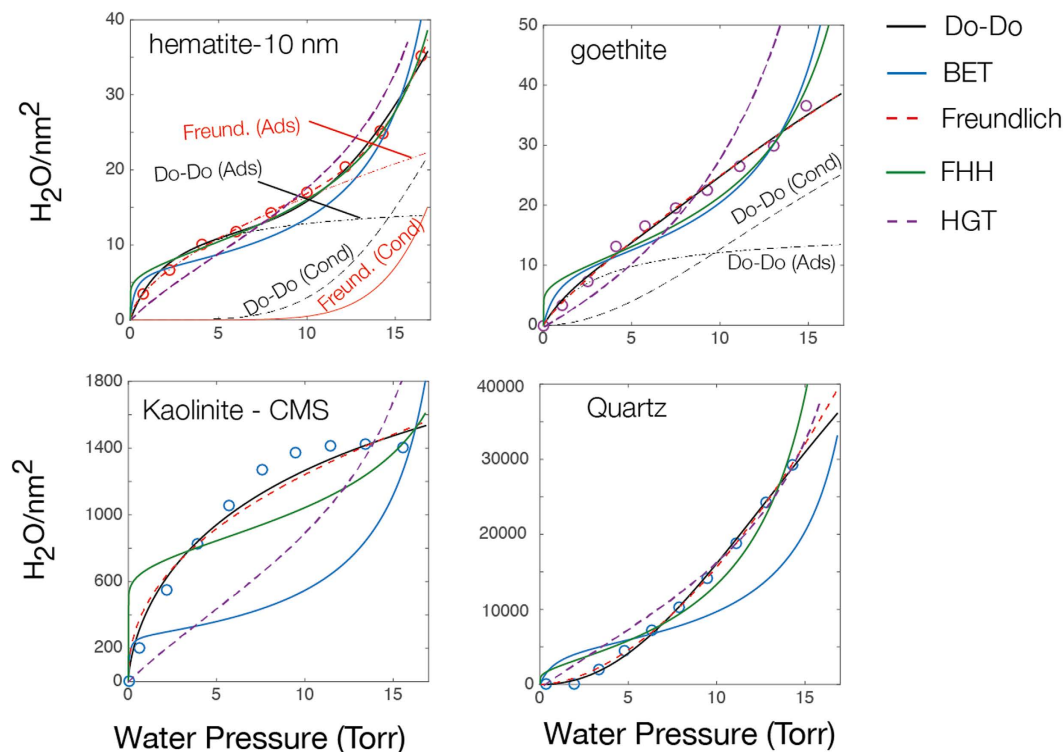 hematite-10 nm
H2O/nm2
40
30
20
10
0
0
5
10
15
Freund. (Ads)
Do-Do (Ads)
Do-Do (Cond)
Freund. (Cond)
goethite
50
40
30
20
10
0
0
5
10
15
Do-Do (Cond)
Do-Do (Ads)
Do-Do
BET
Freundlich
FHH
HGT
Kaolinite - CMS
H2O/nm2
1800
1400
1000
600
200
0
0
5
10
15
Water Pressure (Torr)
Quartz
40000
30000
20000
10000
0
0
5
10
15
Water Pressure (Torr)